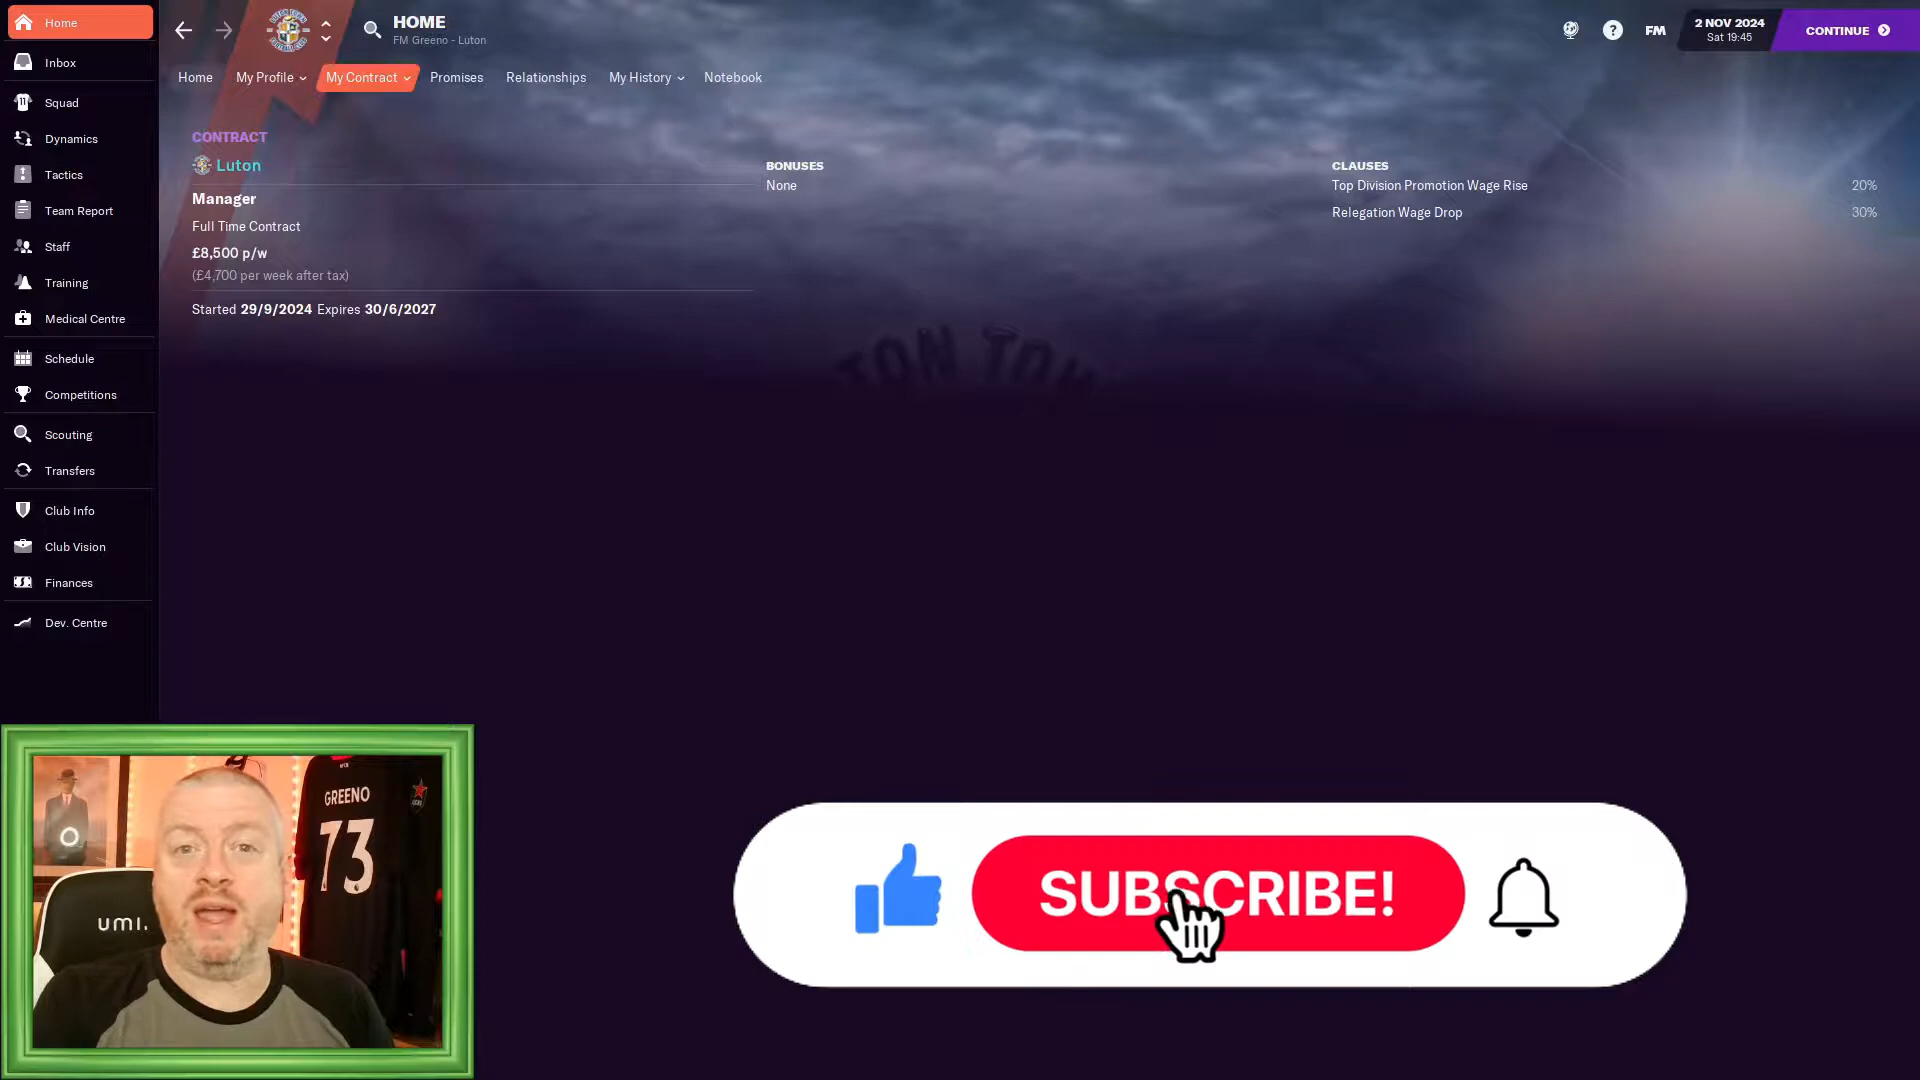 Home
Inbox
Squad
Dynamics
Tactics
Team Report
Staff
Training
Medical Centre
Schedule
Competitions
Scouting
Transfers
Club Info
Club Vision
Finances
Dev. Centre
HOME
FM Greeno - Luton
FM
2 NOV 2024
Sat 19:45
CONTINUE
Home My Profile My Contract Promises Relationships My History Notebook
CONTRACT
Luton
Manager
Full Time Contract
£8,500 p/w
(£4,700 per week after tax)
Started 29/9/2024 Expires 30/6/2027
BONUSES
None
CLAUSES
Top Division Promotion Wage Rise 20%
Relegation Wage Drop 30%
GREENO
73
umi.
SUBSCRIBE!